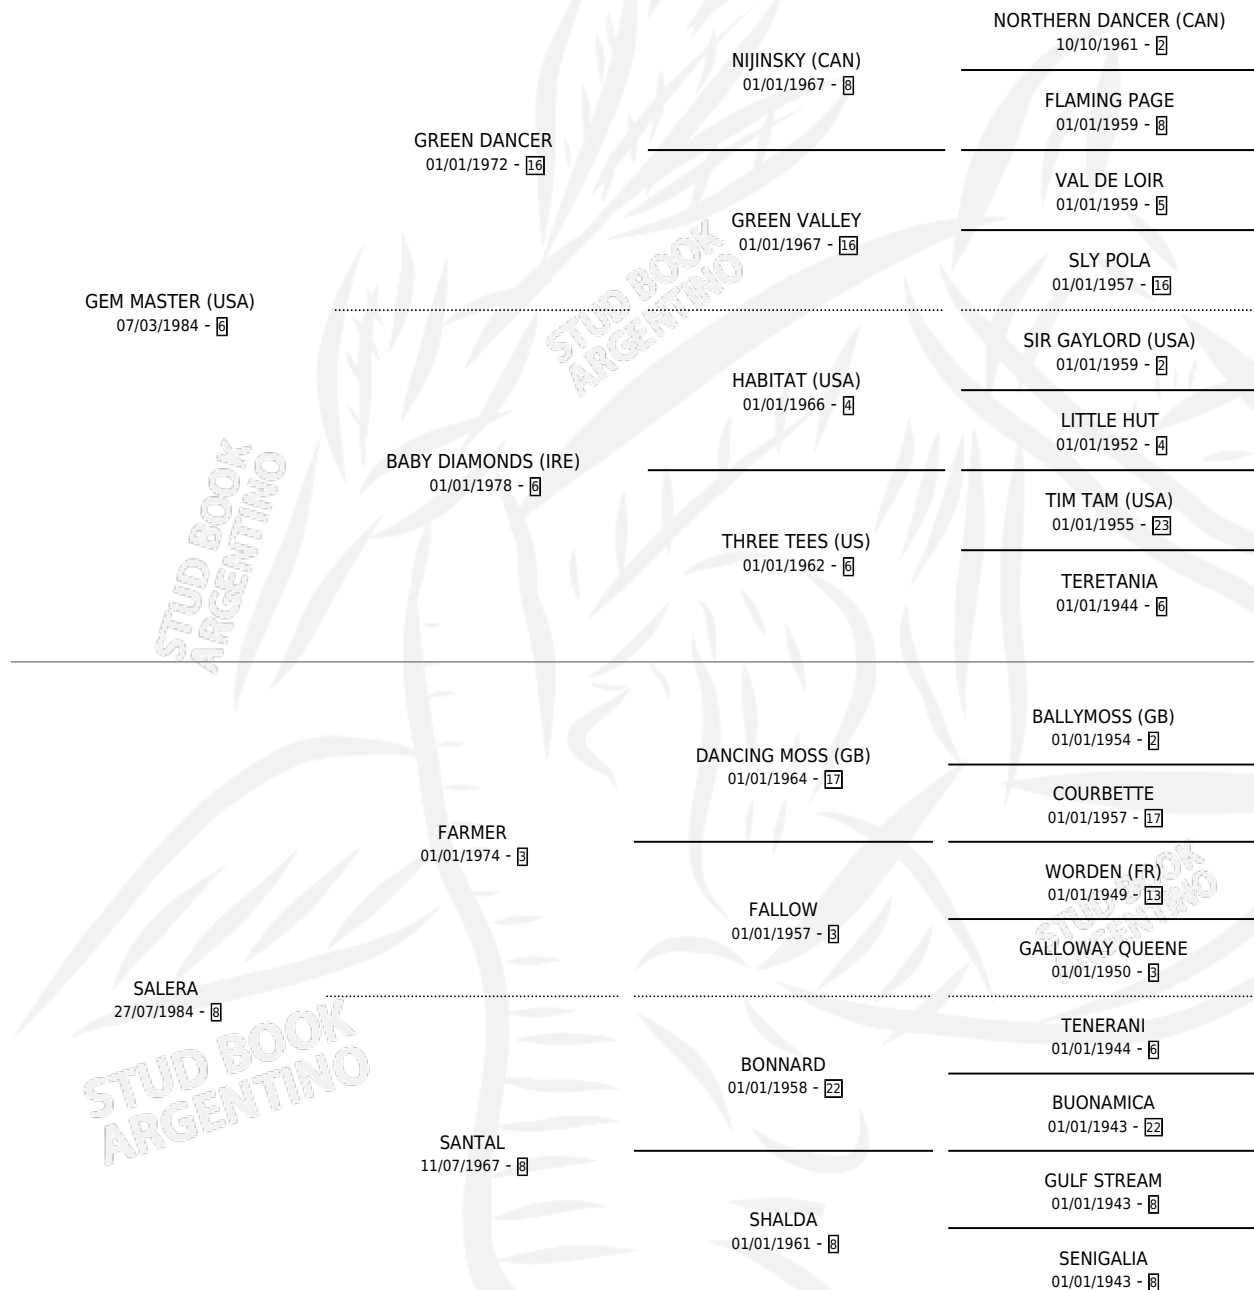 NORTHERN DANCER (CAN)
10/10/1961 - 2
NIJINSKY (CAN)
01/01/1967 - 8
FLAMING PAGE
01/01/1959 - 8
GREEN DANCER
01/01/1972 - 16
VAL DE LOIR
01/01/1959 - 5
GREEN VALLEY
01/01/1967 - 16
SLY POLA
01/01/1957 - 16
GEM MASTER (USA)
07/03/1984 - 6
SIR GAYLORD (USA)
01/01/1959 - 2
HABITAT (USA)
01/01/1966 - 4
LITTLE HUT
01/01/1952 - 4
BABY DIAMONDS (IRE)
01/01/1978 - 6
TIM TAM (USA)
01/01/1955 - 23
THREE TEES (US)
01/01/1962 - 6
TERETANIA
01/01/1944 - 6
STUD BOOK
ARGENTINO
STUD BOOK
ARGENTINO
BALLYMOSS (GB)
01/01/1954 - 2
DANCING MOSS (GB)
01/01/1964 - 17
COURBETTE
01/01/1957 - 17
FARMER
01/01/1974 - 3
WORDEN (FR)
01/01/1949 - 13
FALLOW
01/01/1957 - 3
GALLOWAY QUEENE
01/01/1950 - 3
STUD BOOK
ARGENTINO
SALERA
27/07/1984 - 8
TENERANI
01/01/1944 - 6
BONNARD
01/01/1958 - 22
BUONAMICA
01/01/1943 - 22
SANTAL
11/07/1967 - 8
GULF STREAM
01/01/1943 - 8
SHALDA
01/01/1961 - 8
SENIGALIA
01/01/1943 - 8
STUD BOOK
ARGENTINO